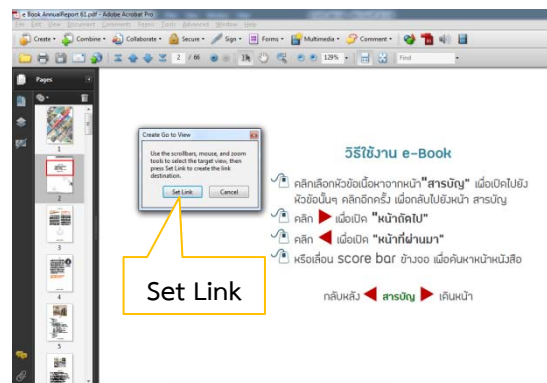 e Book AnnualReport 61.pdf - Adobe Acrobat Pro
File Edit View Document Comments Forms Tools Advanced Window Help
Create Combine Collaborate Secure Sign Forms Multimedia Comment
2 / 66 129% Find
Pages
1
2
3
4
5
Create Go to View
Use the scrollbars, mouse, and zoom
tools to select the target view, then
press Set Link to create the link
destination.
Set Link Cancel
Set Link
วิธีใช้งาน e-Book
คลิกเลือกหัวข้อเนื้อหาจากหน้า"สารบัญ" เพื่อเปิดไปยัง
หัวข้อนั้นๆ คลิกอีกครั้ง เพื่อกลับไปยังหน้า สารบัญ
คลิก ▶ เพื่อเปิด "หน้าถัดไป"
คลิก ◀ เพื่อเปิด "หน้าที่ผ่านมา"
หรือเลื่อน score bar ข้างจอ เพื่อค้นหาหน้าหนังสือ
กลับหลัง ◀ สารบัญ ▶ เดินหน้า